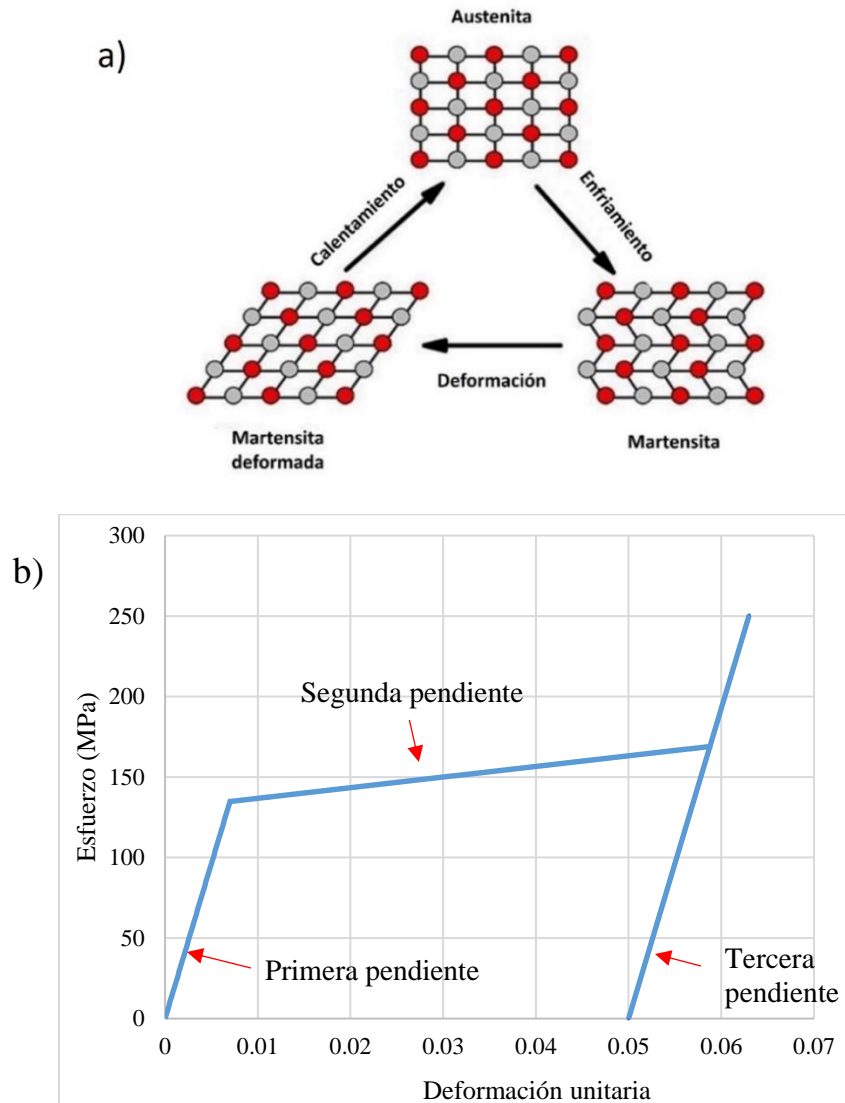 a)
Austenita
Calentamiento
Enfriamiento
Deformación
Martensita
deformada
Martensita
b)
300
250
200
150
100
50
0
Esfuerzo (MPa)
Segunda pendiente
Primera pendiente
Tercera
pendiente
0 0.01 0.02 0.03 0.04 0.05 0.06 0.07
Deformación unitaria